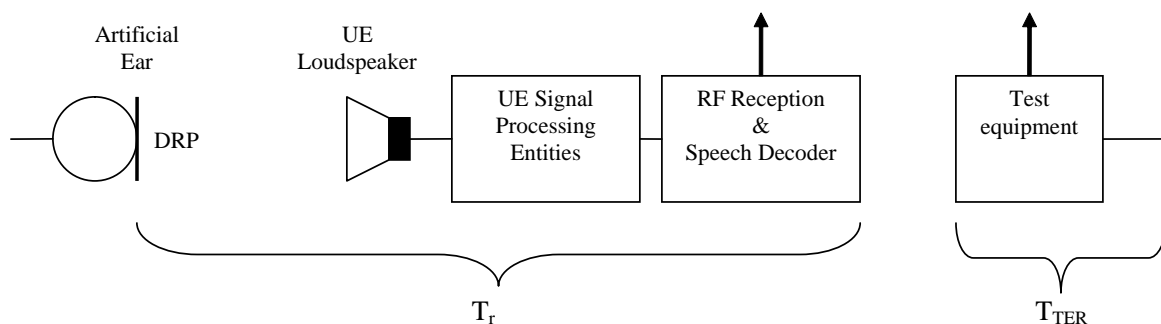 Artificial
Ear
UE
Loudspeaker
DRP
UE Signal
Processing
Entities
RF Reception
&
Speech Decoder
Test
equipment
Tr
TTER